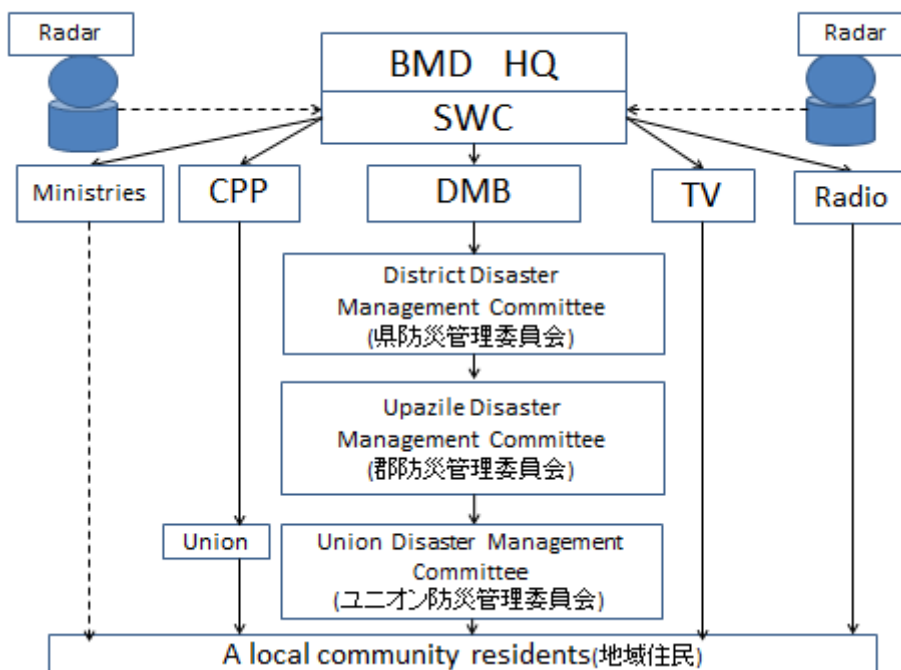 Radar
Radar
BMD HQ
SWC
Ministries
CPP
DMB
TV
Radio
District Disaster
Management Committee
(県防災管理委員会)
Upazile Disaster
Management Committee
(郡防災管理委員会)
Union
Union Disaster Management
Committee
(ユニオン防災管理委員会)
A local community residents(地域住民)